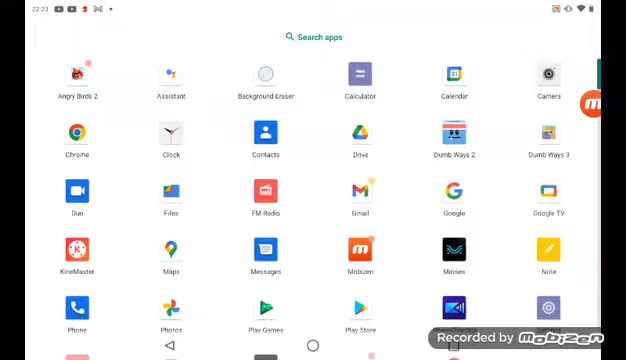 22:23
Search apps
Angry Birds 2 Assistant Background Eraser Calculator Calendar Camera
Chrome Clock Contacts Drive Dumb Ways 2 Dumb Ways 3
Duo Files FM Radio Gmail Google Google TV
KineMaster Maps Messages Mobizen Moises Note
Phone Photos Play Games Play Store PowerDirector Settings
Recorded by Mobizen